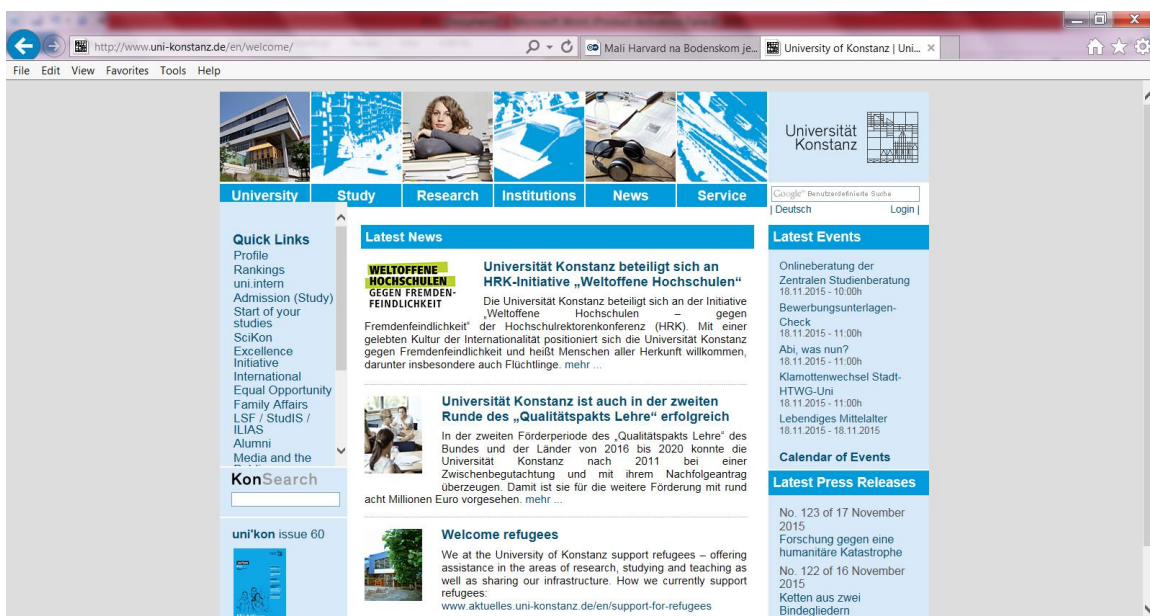 http://www.uni-konstanz.de/en/welcome/
Mali Harvard na Bodenskom je...
University of Konstanz | Uni...
File Edit View Favorites Tools Help
Universität
Konstanz
University Study Research Institutions News Service
Google™ Benutzerdefinierte Suche
| Deutsch Login |
Quick Links
Profile
Rankings
uni.intern
Admission (Study)
Start of your
studies
SciKon
Excellence
Initiative
International
Equal Opportunity
Family Affairs
LSF / StudIS /
ILIAS
Alumni
Media and the
KonSearch
uni'kon issue 60
Latest News
WELTOFFENE
HOCHSCHULEN
GEGEN FREMDEN-
FEINDLICHKEIT
Universität Konstanz beteiligt sich an
HRK-Initiative „Weltoffene Hochschulen“
Die Universität Konstanz beteiligt sich an der Initiative
„Weltoffene Hochschulen – gegen
Fremdenfeindlichkeit“ der Hochschulrektorenkonferenz (HRK). Mit einer
gelebten Kultur der Internationalität positioniert sich die Universität Konstanz
gegen Fremdenfeindlichkeit und heißt Menschen aller Herkunft willkommen,
darunter insbesondere auch Flüchtlinge. mehr ...
Universität Konstanz ist auch in der zweiten
Runde des „Qualitätspakts Lehre“ erfolgreich
In der zweiten Förderperiode des „Qualitätspakts Lehre“ des
Bundes und der Länder von 2016 bis 2020 konnte die
Universität Konstanz nach 2011 bei einer
Zwischenbegutachtung und mit ihrem Nachfolgeantrag
überzeugen. Damit ist sie für die weitere Förderung mit rund
acht Millionen Euro vorgesehen. mehr ...
Welcome refugees
We at the University of Konstanz support refugees – offering
assistance in the areas of research, studying and teaching as
well as sharing our infrastructure. How we currently support
refugees:
www.aktuelles.uni-konstanz.de/en/support-for-refugees
Latest Events
Onlineberatung der
Zentralen Studienberatung
18.11.2015 - 10:00h
Bewerbungsunterlagen-
Check
18.11.2015 - 11:00h
Abi, was nun?
18.11.2015 - 11:00h
Klamottenwechsel Stadt-
HTWG-Uni
18.11.2015 - 11:00h
Lebendiges Mittelalter
18.11.2015 - 18.11.2015
Calendar of Events
Latest Press Releases
No. 123 of 17 November
2015
Forschung gegen eine
humanitäre Katastrophe
No. 122 of 16 November
2015
Ketten aus zwei
Bindegliedern